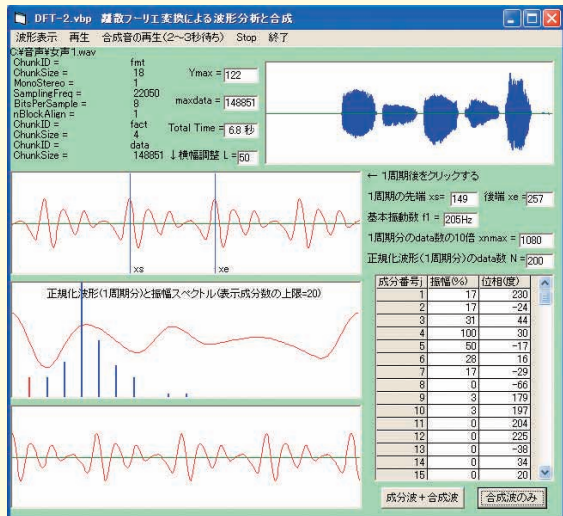 DFT-2.vbp 離散フーリエ変換による波形分析と合成
波形表示 再生 合成音の再生(2～3秒待ち) Stop 終了
C:¥音声¥女声1.wav
ChunkID = fmt
ChunkSize = 18
MonoStereo = 1
SamplingFreq = 22050
BitsPerSample = 8
nBlockAlign = 1
ChunkID = fact
ChunkSize = 4
ChunkID = data
ChunkSize = 148851
Ymax = 122
maxdata = 148851
Total Time = 6.8 秒
↓横幅調整 L = 50
← 1周期後をクリックする
1周期の先端 xs= 149 後端 xe = 257
基本振動数 f1 = 205Hz
1周期分のdata数の10倍 xnmax = 1080
正規化波形(1周期分)のdata数 N = 200
xs xe
正規化波形(1周期分)と振幅スペクトル(表示成分数の上限=20)
成分番号j 振幅(%) 位相(度)
1 17 230
2 17 -24
3 31 44
4 100 30
5 50 -17
6 28 16
7 17 -29
8 0 -66
9 3 179
10 3 197
11 0 204
12 0 225
13 0 -38
14 0 34
15 0 20
成分波+合成波 合成波のみ